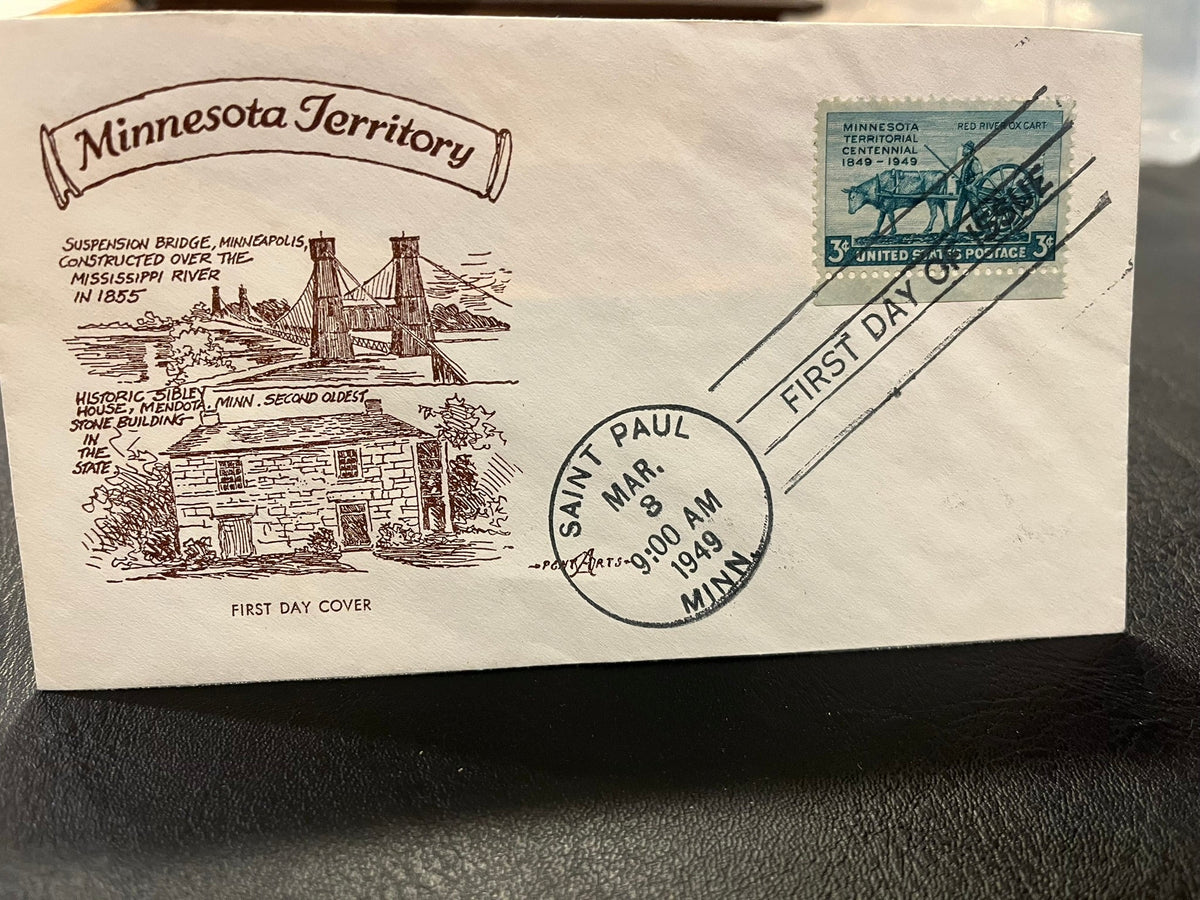 Minnesota Territory
SUSPENSION BRIDGE, MINNEAPOLIS,
CONSTRUCTED OVER THE
MISSISSIPPI RIVER
IN 1855
HISTORIC SIBLEY
HOUSE, MENDOTA, MINN. SECOND OLDEST
STONE BUILDING
IN
THE
STATE
PENT ARTS
FIRST DAY COVER
MINNESOTA
TERRITORIAL
CENTENNIAL
1849-1949
RED RIVER OX CART
3¢ UNITED STATES POSTAGE 3¢
FIRST DAY OF ISSUE
SAINT PAUL
MAR.
8
9:00 AM
1949
MINN.